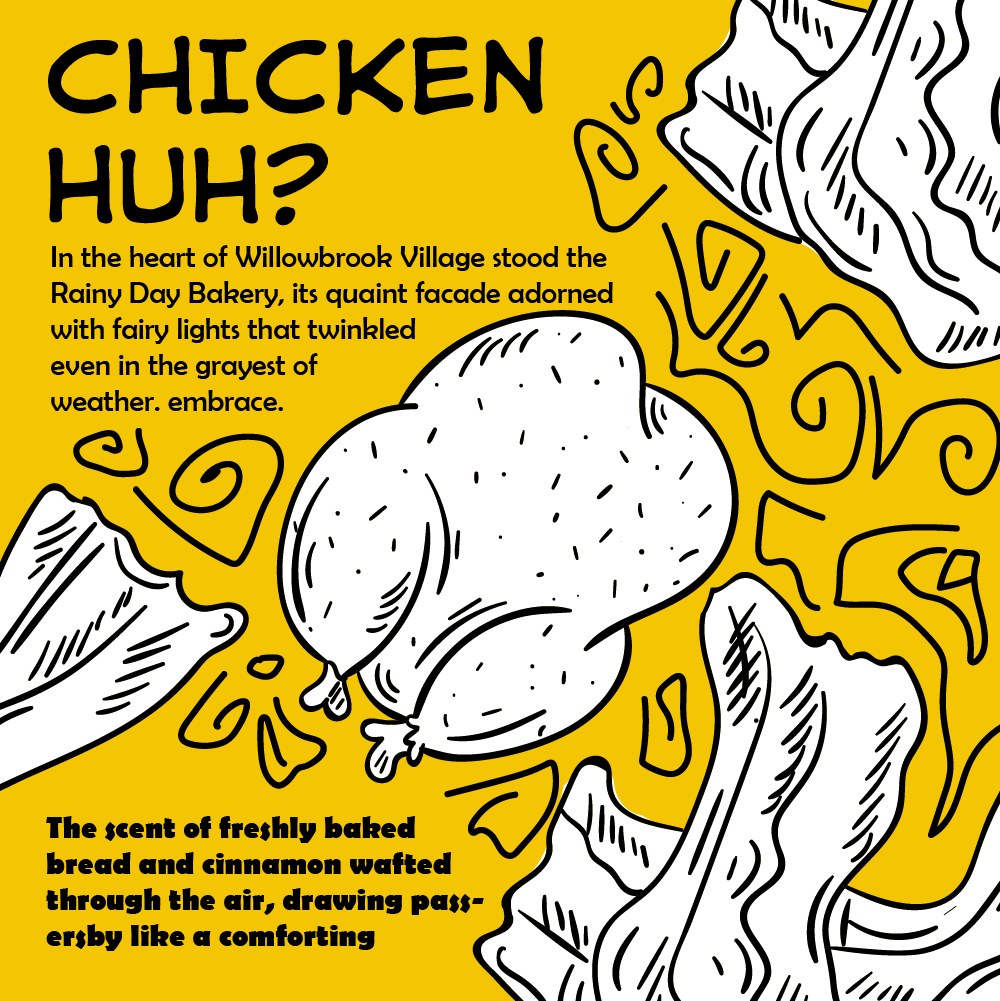 CHICKEN
HUH?
In the heart of Willowbrook Village stood the
Rainy Day Bakery, its quaint facade adorned
with fairy lights that twinkled
even in the grayest of
weather. embrace.
The scent of freshly baked
bread and cinnamon wafted
through the air, drawing pass-
ersby like a comforting